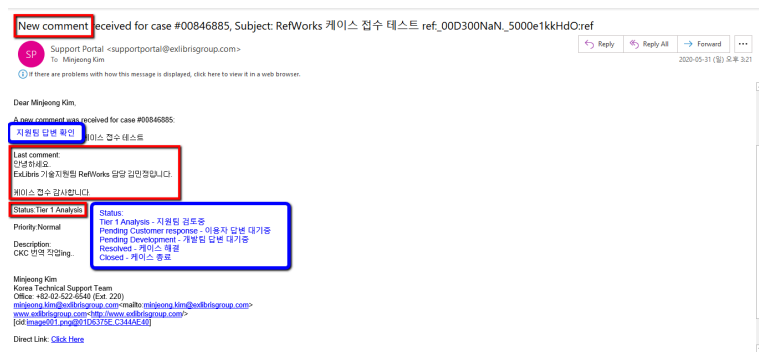 New comment received for case #00846885, Subject: RefWorks 케이스 접수 테스트 ref:_00D300NaN._5000e1kkHdO:ref
SP
Support Portal <supportportal@exlibrisgroup.com>
To Minjeong Kim
Reply
Reply All
Forward
2020-05-31 (일) 오후 3:21
If there are problems with how this message is displayed, click here to view it in a web browser.
Dear Minjeong Kim,
A new comment was received for case #00846885:
지원팀 답변 확인
케이스 접수 테스트
Last comment:
안녕하세요.
ExLibris 기술지원팀 RefWorks 담당 김민정입니다.
케이스 접수 감사합니다.
Status:Tier 1 Analysis
Status:
Tier 1 Analysis - 지원팀 검토중
Pending Customer response - 이용자 답변 대기중
Pending Development - 개발팀 답변 대기중
Resolved - 케이스 해결
Closed - 케이스 종료
Priority:Normal
Description:
CKC 번역 작업ing..
Minjeong Kim
Korea Technical Support Team
Office: +82-02-522-6540 (Ext. 220)
minjeong.kim@exlibrisgroup.com<mailto:minjeong.kim@exlibrisgroup.com>
www.exlibrisgroup.com<http://www.exlibrisgroup.com/>
[cid:image001.png@01D6375E.C344AE40]
Direct Link: Click Here